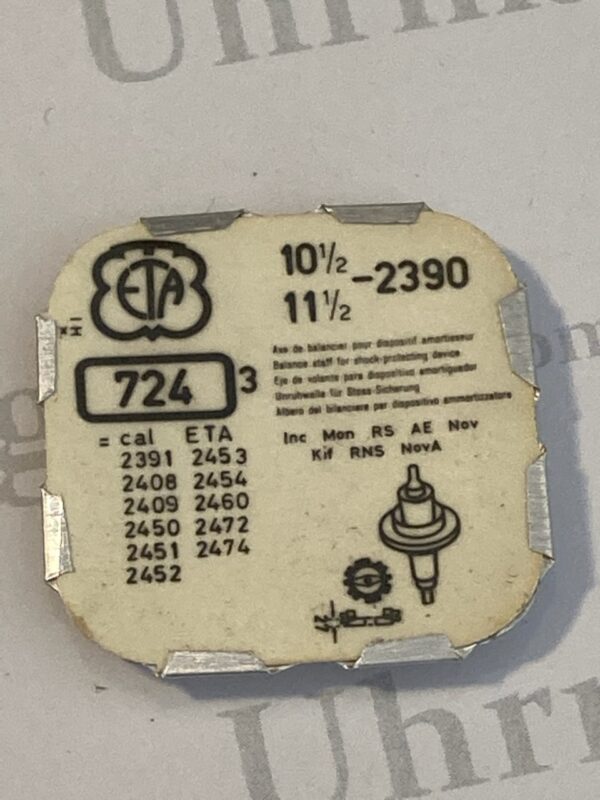 Uhrm
ETA
10½
-2390
11½
Axe de balancier pour dispositif amortisseur
Balance staff for shock-protecting device
Eje de volante para dispositivo amortiguador
Unruhwelle für Stoss-Sicherung
Albero del bilanciere per dispositivo ammortizzatore
724 3
= cal ETA
2391 2453
2408 2454
2409 2460
2450 2472
2451 2474
2452
Inc Mon RS AE Nov
Kif RNS NovA
Uhrm